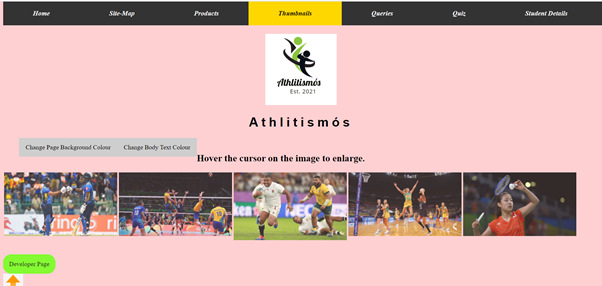 Home Site-Map Products Thumbnails Queries Quiz Student Details
Athlitismós
Est. 2021
Athlitismós
Change Page Background Colour Change Body Text Colour
Hover the cursor on the image to enlarge.
Developer Page